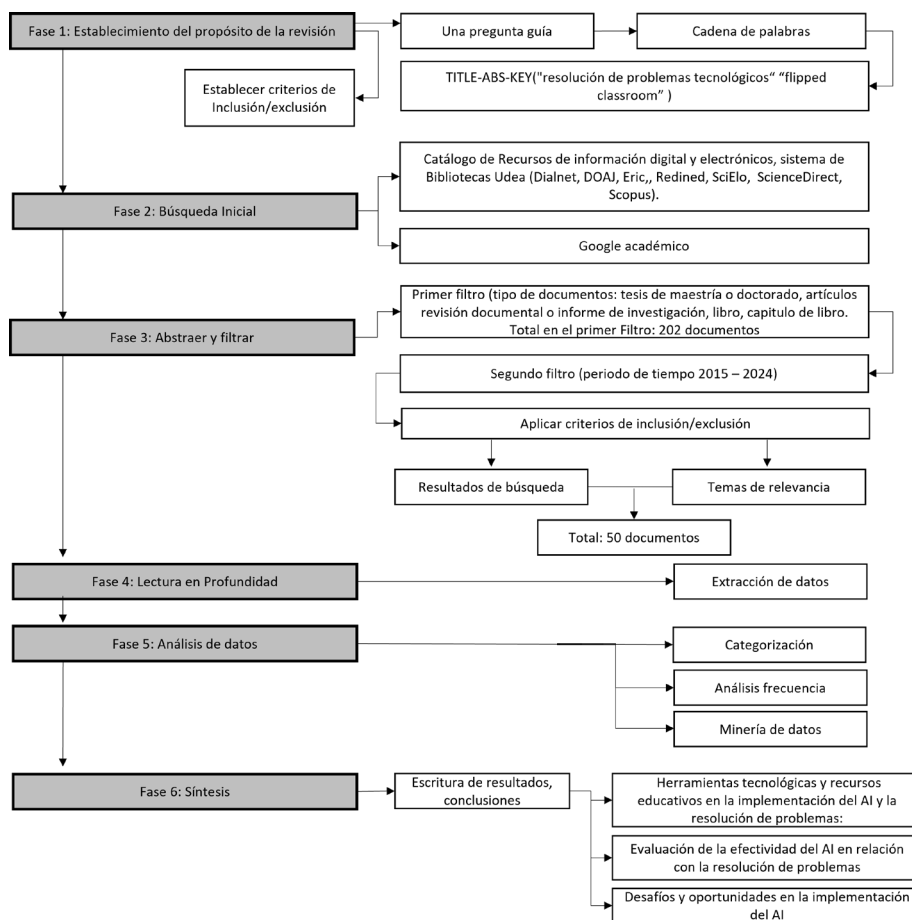 Fase 1: Establecimiento del propósito de la revisión
Una pregunta guía
Cadena de palabras
Establecer criterios de
Inclusión/exclusión
TITLE-ABS-KEY("resolución de problemas tecnológicos“ “flipped
classroom” )
Catálogo de Recursos de información digital y electrónicos, sistema de
Bibliotecas Udea (Dialnet, DOAJ, Eric,, Redined, SciElo, ScienceDirect,
Scopus).
Fase 2: Búsqueda Inicial
Google académico
Primer filtro (tipo de documentos: tesis de maestría o doctorado, artículos
revisión documental o informe de investigación, libro, capitulo de libro.
Total en el primer Filtro: 202 documentos
Fase 3: Abstraer y filtrar
Segundo filtro (periodo de tiempo 2015 – 2024)
Aplicar criterios de inclusión/exclusión
Resultados de búsqueda
Temas de relevancia
Total: 50 documentos
Fase 4: Lectura en Profundidad
Extracción de datos
Fase 5: Análisis de datos
Categorización
Análisis frecuencia
Minería de datos
Fase 6: Síntesis
Escritura de resultados,
conclusiones
Herramientas tecnológicas y recursos
educativos en la implementación del AI y la
resolución de problemas:
Evaluación de la efectividad del AI en relación
con la resolución de problemas
Desafíos y oportunidades en la implementación
del AI